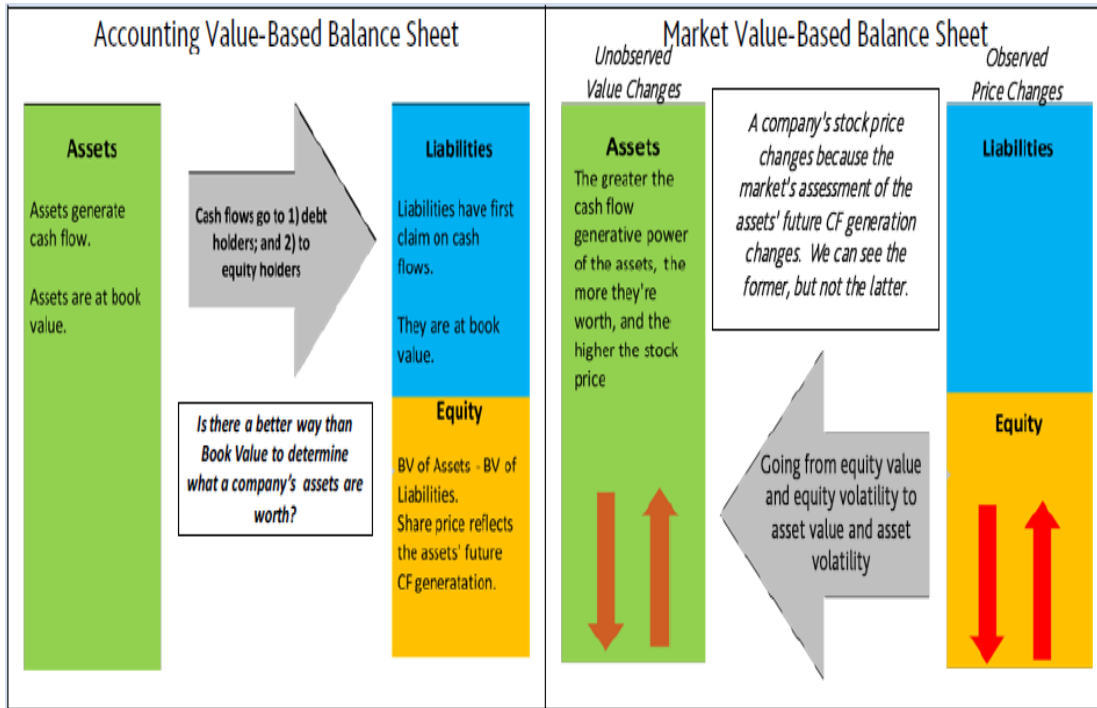 Accounting Value-Based Balance Sheet
Assets
Assets generate
cash flow.
Assets are at book
value.
Cash flows go to 1) debt
holders; and 2) to
equity holders
Is there a better way than
Book Value to determine
what a company's assets are
worth?
Liabilities
Liabilities have first
claim on cash
flows.
They are at book
value.
Equity
BV of Assets - BV of
Liabilities.
Share price reflects
the assets' future
CF generatation.
Market Value-Based Balance Sheet
Unobserved
Value Changes
Assets
The greater the
cash flow
generative power
of the assets, the
more they're
worth, and the
higher the stock
price
A company's stock price
changes because the
market's assessment of the
assets' future CF generation
changes. We can see the
former, but not the latter.
Going from equity value
and equity volatility to
asset value and asset
volatility
Observed
Price Changes
Liabilities
Equity